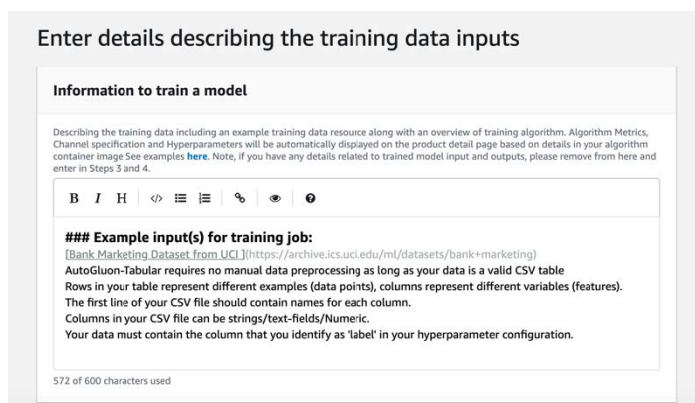 Enter details describing the training data inputs
Information to train a model
Describing the training data including an example training data resource along with an overview of training algorithm. Algorithm Metrics,
Channel specification and Hyperparameters will be automatically displayed on the product detail page based on details in your algorithm
container image See examples here. Note, if you have any details related to trained model input and outputs, please remove from here and
enter in Steps 3 and 4.
B I H
### Example input(s) for training job:
[Bank Marketing Dataset from UCI ](https://archive.ics.uci.edu/ml/datasets/bank+marketing)
AutoGluon-Tabular requires no manual data preprocessing as long as your data is a valid CSV table
Rows in your table represent different examples (data points), columns represent different variables (features).
The first line of your CSV file should contain names for each column.
Columns in your CSV file can be strings/text-fields/Numeric.
Your data must contain the column that you identify as 'label' in your hyperparameter configuration.
572 of 600 characters used